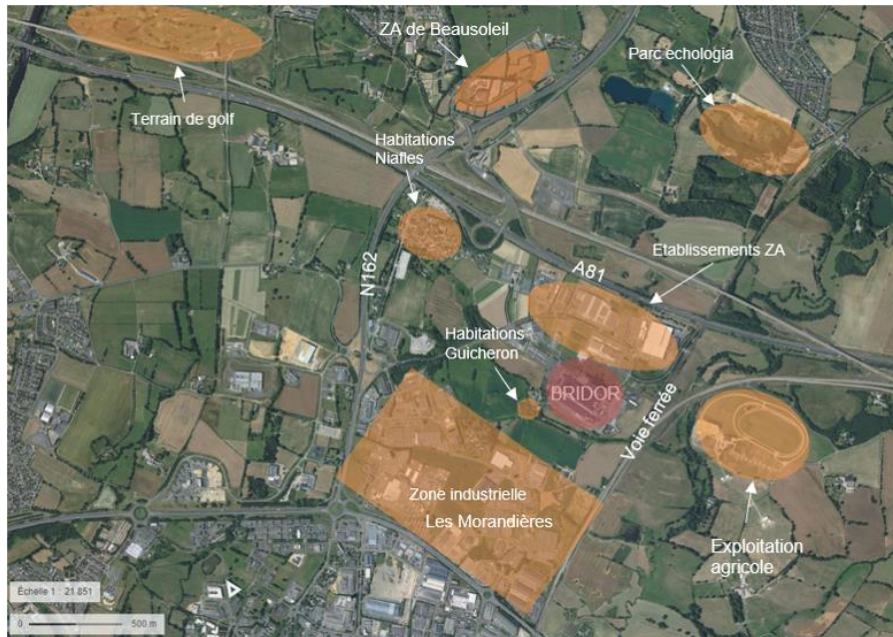 ZA de Beausoleil
Parc echologia
Terrain de golf
Habitations
Niafles
N162
A81
Etablissements ZA
Habitations
Guicheron
BRIDOR
Voie ferrée
Zone industrielle
Les Morandières
Exploitation
agricole
Échelle 1 : 21 851
0 500 m